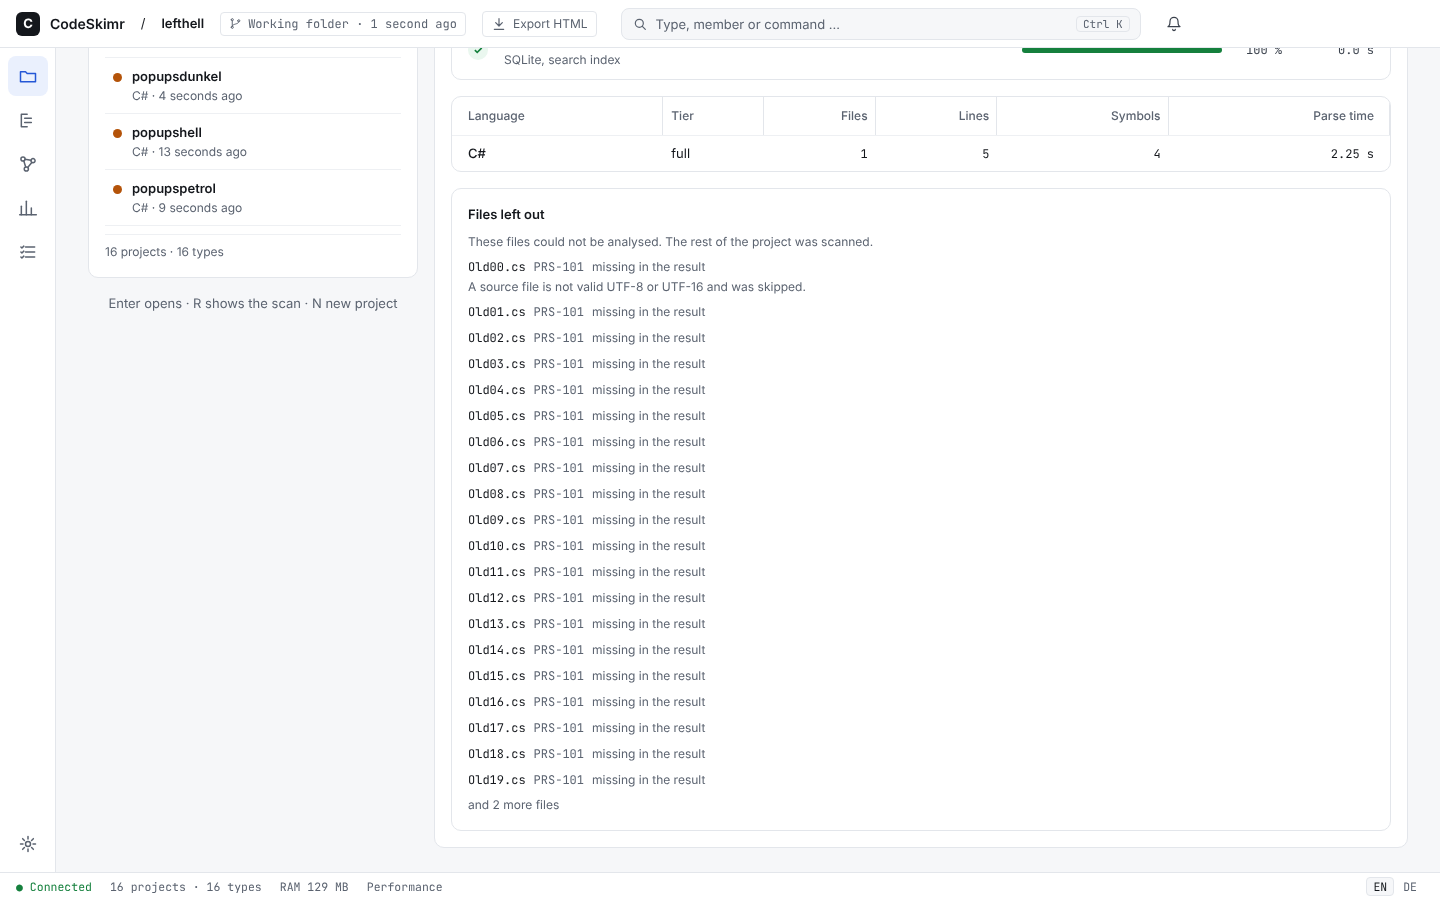 C CodeSkimr / lefthell Working folder · 1 second ago Export HTML Type, member or command ... Ctrl K
popupsdunkel
C# · 4 seconds ago
popupshell
C# · 13 seconds ago
popupspetrol
C# · 9 seconds ago
16 projects · 16 types
Enter opens · R shows the scan · N new project
100 % 0.0 s
SQLite, search index
Language Tier Files Lines Symbols Parse time
C# full 1 5 4 2.25 s
Files left out
These files could not be analysed. The rest of the project was scanned.
Old00.cs PRS-101 missing in the result
A source file is not valid UTF-8 or UTF-16 and was skipped.
Old01.cs PRS-101 missing in the result
Old02.cs PRS-101 missing in the result
Old03.cs PRS-101 missing in the result
Old04.cs PRS-101 missing in the result
Old05.cs PRS-101 missing in the result
Old06.cs PRS-101 missing in the result
Old07.cs PRS-101 missing in the result
Old08.cs PRS-101 missing in the result
Old09.cs PRS-101 missing in the result
Old10.cs PRS-101 missing in the result
Old11.cs PRS-101 missing in the result
Old12.cs PRS-101 missing in the result
Old13.cs PRS-101 missing in the result
Old14.cs PRS-101 missing in the result
Old15.cs PRS-101 missing in the result
Old16.cs PRS-101 missing in the result
Old17.cs PRS-101 missing in the result
Old18.cs PRS-101 missing in the result
Old19.cs PRS-101 missing in the result
and 2 more files
Connected 16 projects · 16 types RAM 129 MB Performance EN DE